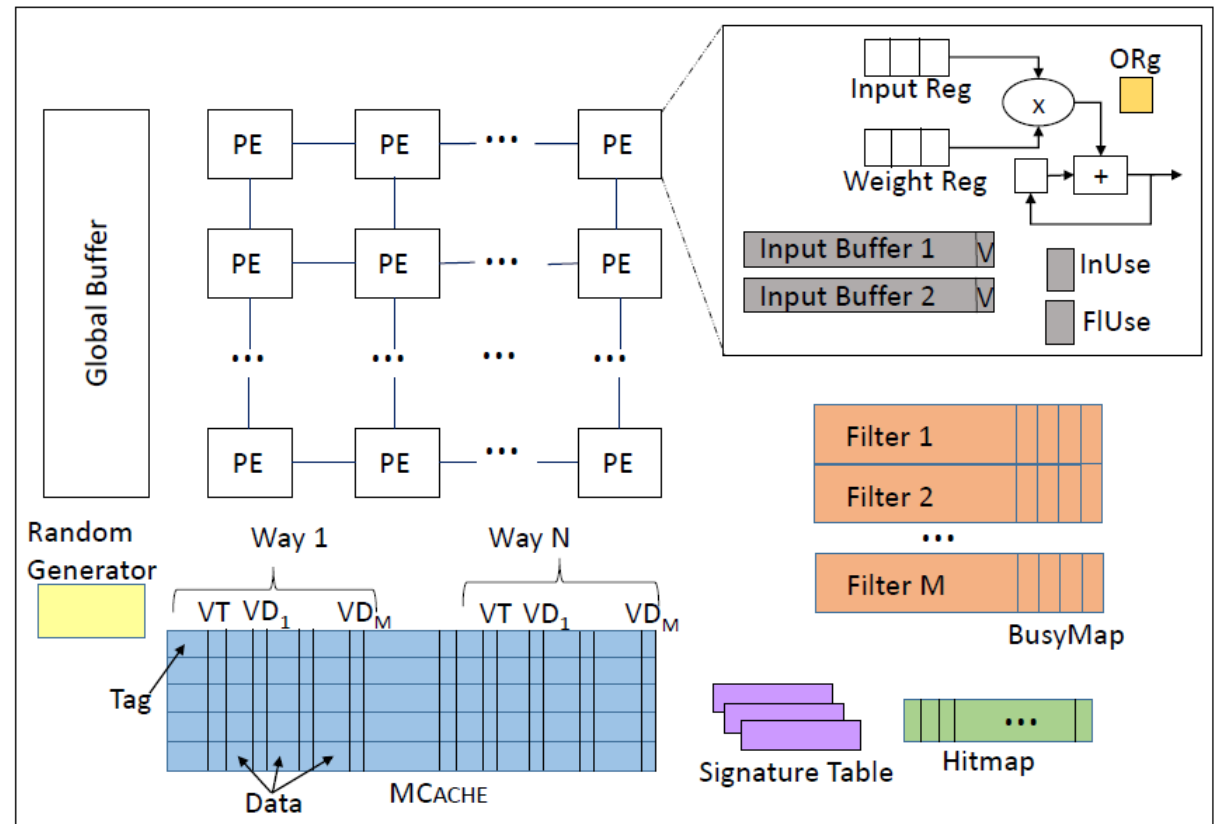 Global Buffer
PE PE ... PE
PE PE ... PE
... ... ... ...
PE PE ... PE
Input Reg
x
ORg
Weight Reg
+
Input Buffer 1 V
Input Buffer 2 V
InUse
FlUse
Filter 1
Filter 2
...
Filter M
BusyMap
Random
Generator
Way 1 Way N
VT VD1 VDM VT VD1 VDM
Tag
Data
MCACHE
Signature Table
...
Hitmap